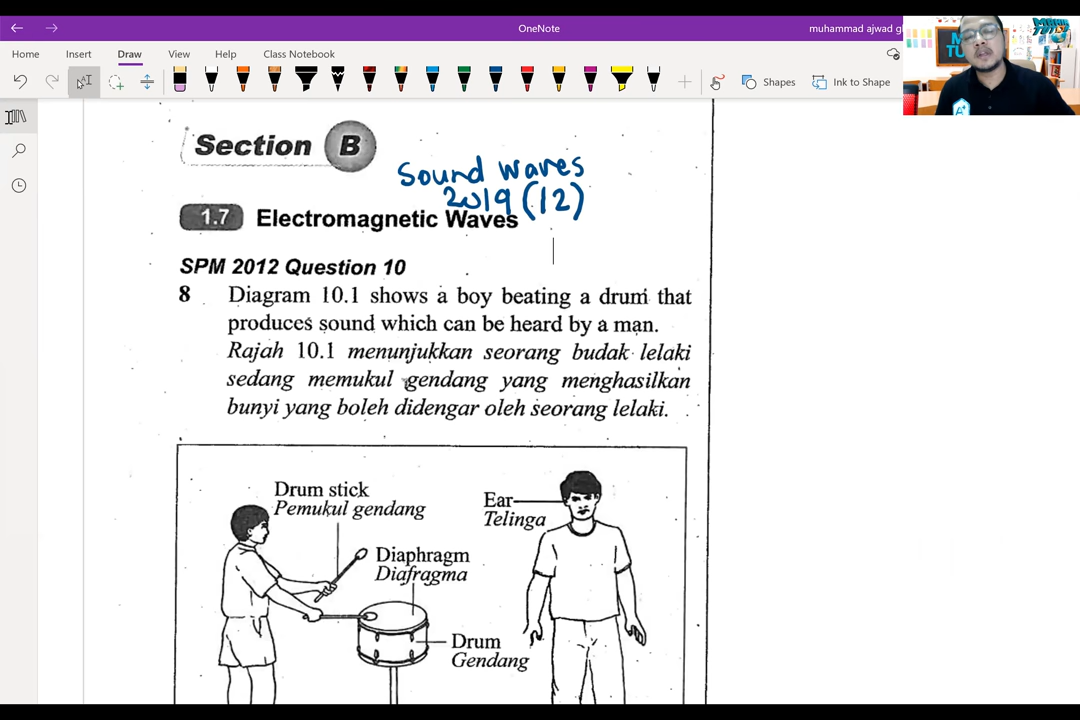 OneNote
muhammad ajwad
Home Insert Draw View Help Class Notebook
Shapes Ink to Shape
Section B
Sound waves
2019 (12)
1.7 Electromagnetic Waves
SPM 2012 Question 10
8 Diagram 10.1 shows a boy beating a drum that
produces sound which can be heard by a man.
Rajah 10.1 menunjukkan seorang budak lelaki
sedang memukul gendang yang menghasilkan
bunyi yang boleh didengar oleh seorang lelaki.
Drum stick
Pemukul gendang
Ear
Telinga
Diaphragm
Diafragma
Drum
Gendang